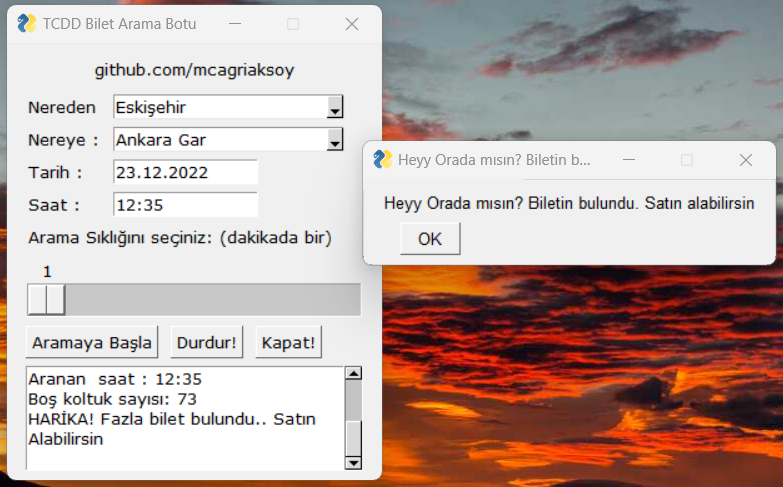 TCDD Bilet Arama Botu
github.com/mcagriaksoy
Nereden Eskişehir
Nereye : Ankara Gar
Tarih : 23.12.2022
Saat : 12:35
Arama Sıklığını seçiniz: (dakikada bir)
1
Aramaya Başla Durdur! Kapat!
Aranan  saat : 12:35
Boş koltuk sayısı: 73
HARİKA! Fazla bilet bulundu.. Satın
Alabilirsin
Heyy Orada mısın? Biletin b...
Heyy Orada mısın? Biletin bulundu. Satın alabilirsin
OK